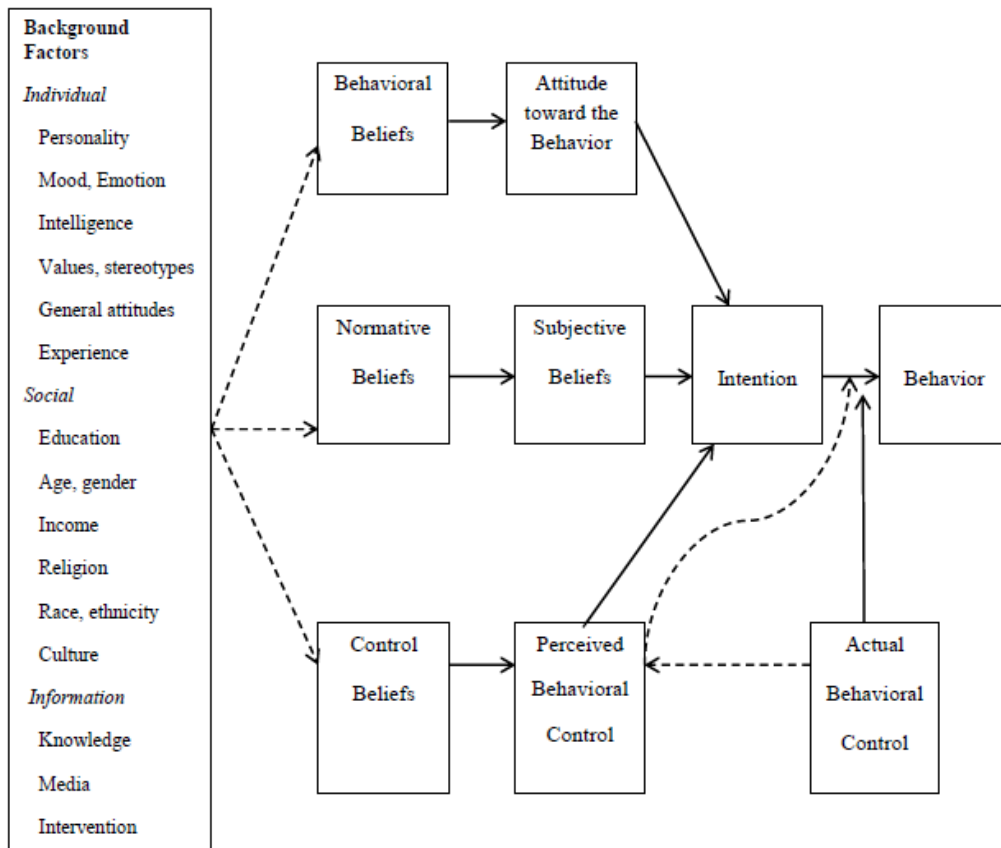 Background
Factors
Individual
Personality
Mood, Emotion
Intelligence
Values, stereotypes
General attitudes
Experience
Social
Education
Age, gender
Income
Religion
Race, ethnicity
Culture
Information
Knowledge
Media
Intervention
Behavioral
Beliefs
Attitude
toward the
Behavior
Normative
Beliefs
Subjective
Beliefs
Intention
Behavior
Control
Beliefs
Perceived
Behavioral
Control
Actual
Behavioral
Control